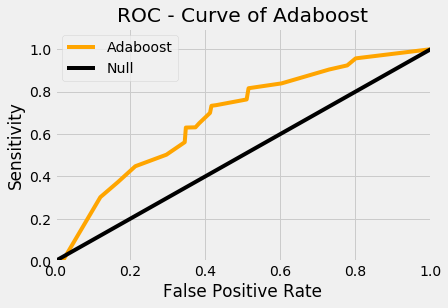 ROC - Curve of Adaboost
Adaboost
Null
Sensitivity
1.0
0.8
0.6
0.4
0.2
0.0
0.0 0.2 0.4 0.6 0.8 1.0
False Positive Rate